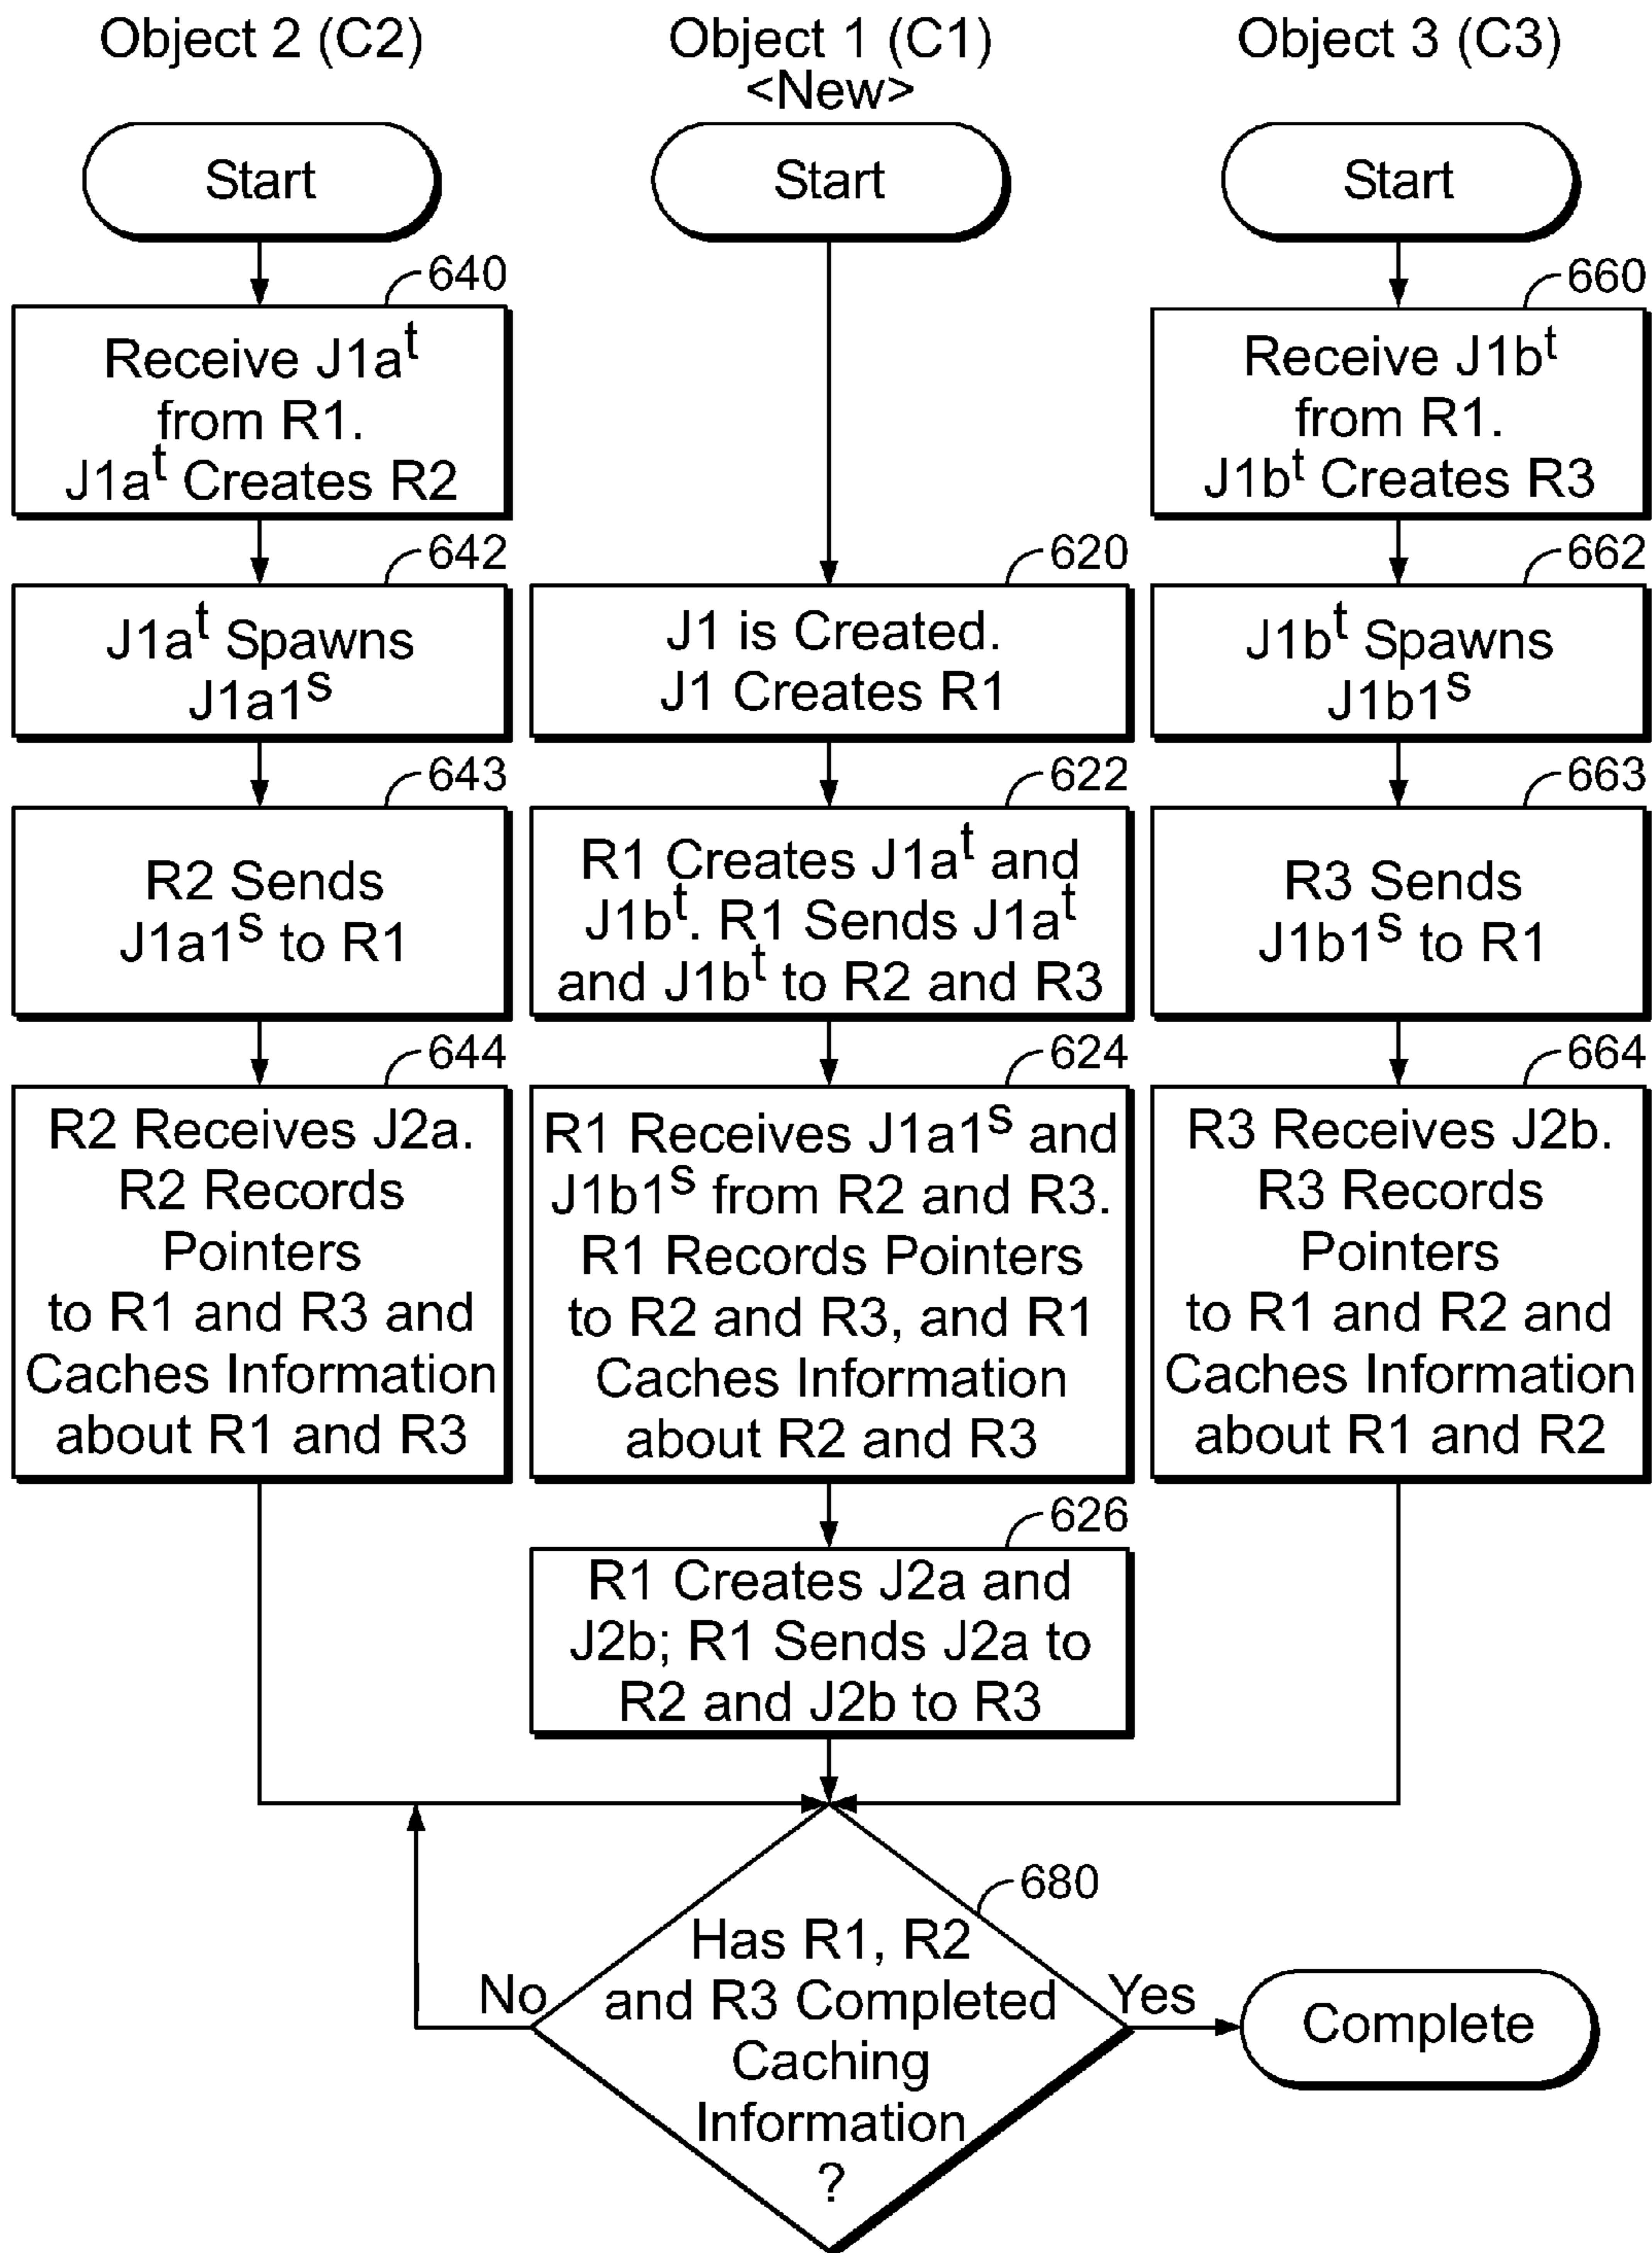 Object 2 (C2)
Start
640
Receive J1aᵗ
from R1.
J1aᵗ Creates R2
642
J1aᵗ Spawns
J1a1ˢ
643
R2 Sends
J1a1ˢ to R1
644
R2 Receives J2a.
R2 Records
Pointers
to R1 and R3 and
Caches Information
about R1 and R3
Object 1 (C1)
<New>
Start
620
J1 is Created.
J1 Creates R1
622
R1 Creates J1aᵗ and
J1bᵗ. R1 Sends J1aᵗ
and J1bᵗ to R2 and R3
624
R1 Receives J1a1ˢ and
J1b1ˢ from R2 and R3.
R1 Records Pointers
to R2 and R3, and R1
Caches Information
about R2 and R3
626
R1 Creates J2a and
J2b; R1 Sends J2a to
R2 and J2b to R3
Object 3 (C3)
Start
660
Receive J1bᵗ
from R1.
J1bᵗ Creates R3
662
J1bᵗ Spawns
J1b1ˢ
663
R3 Sends
J1b1ˢ to R1
664
R3 Receives J2b.
R3 Records
Pointers
to R1 and R2 and
Caches Information
about R1 and R2
680
Has R1, R2
and R3 Completed
Caching
Information
?
No
Yes
Complete